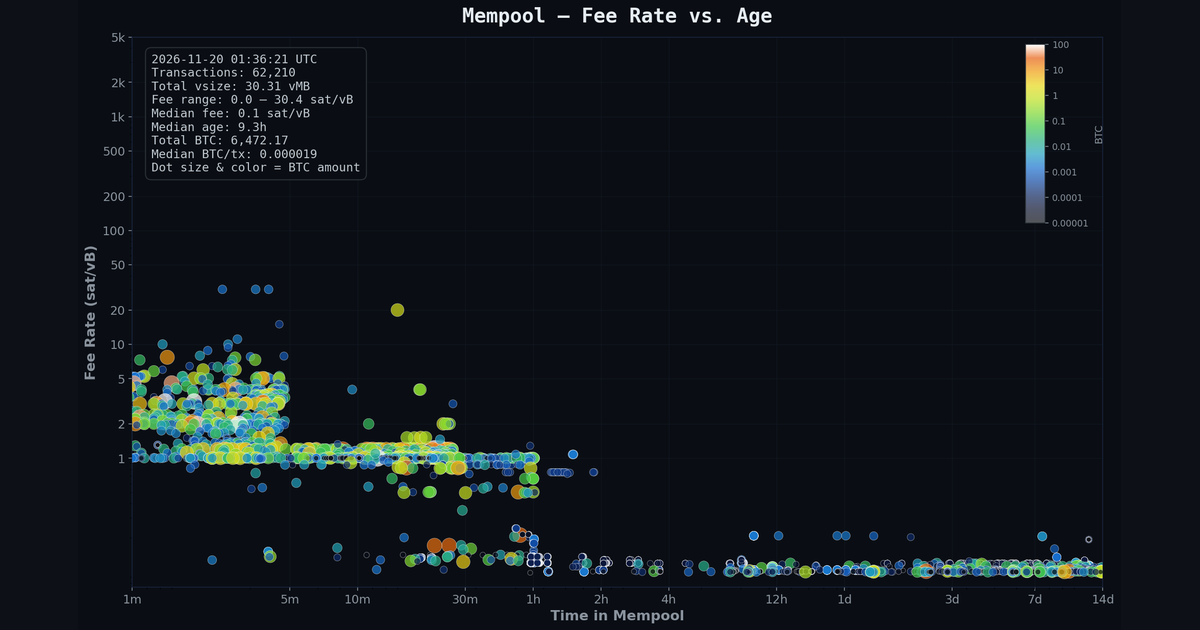 Mempool — Fee Rate vs. Age
2026-11-20 01:36:21 UTC
Transactions: 62,210
Total vsize: 30.31 vMB
Fee range: 0.0 – 30.4 sat/vB
Median fee: 0.1 sat/vB
Median age: 9.3h
Total BTC: 6,472.17
Median BTC/tx: 0.000019
Dot size & color = BTC amount
100
10
1
0.1
0.01
0.001
0.0001
0.00001
BTC
Fee Rate (sat/vB)
5k
2k
1k
500
200
100
50
20
10
5
2
1
1m
5m
10m
30m
1h
2h
4h
12h
1d
3d
7d
14d
Time in Mempool